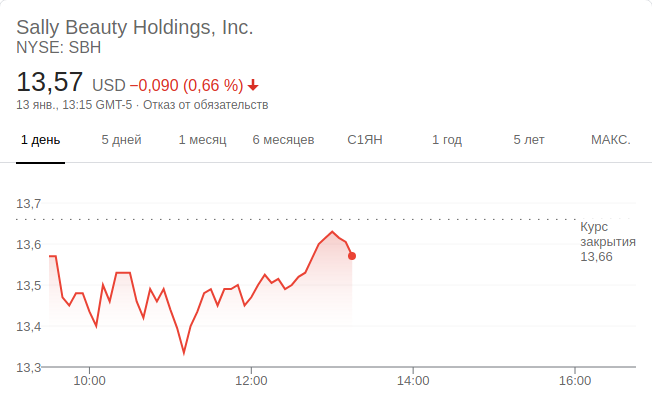 Sally Beauty Holdings, Inc.
NYSE: SBH
13,57 USD −0,090 (0,66 %)
13 янв., 13:15 GMT-5 · Отказ от обязательств
1 день 5 дней 1 месяц 6 месяцев С1ЯН 1 год 5 лет МАКС.
13,7
Курс
закрытия
13,66
13,6
13,5
13,4
13,3
10:00 12:00 14:00 16:00